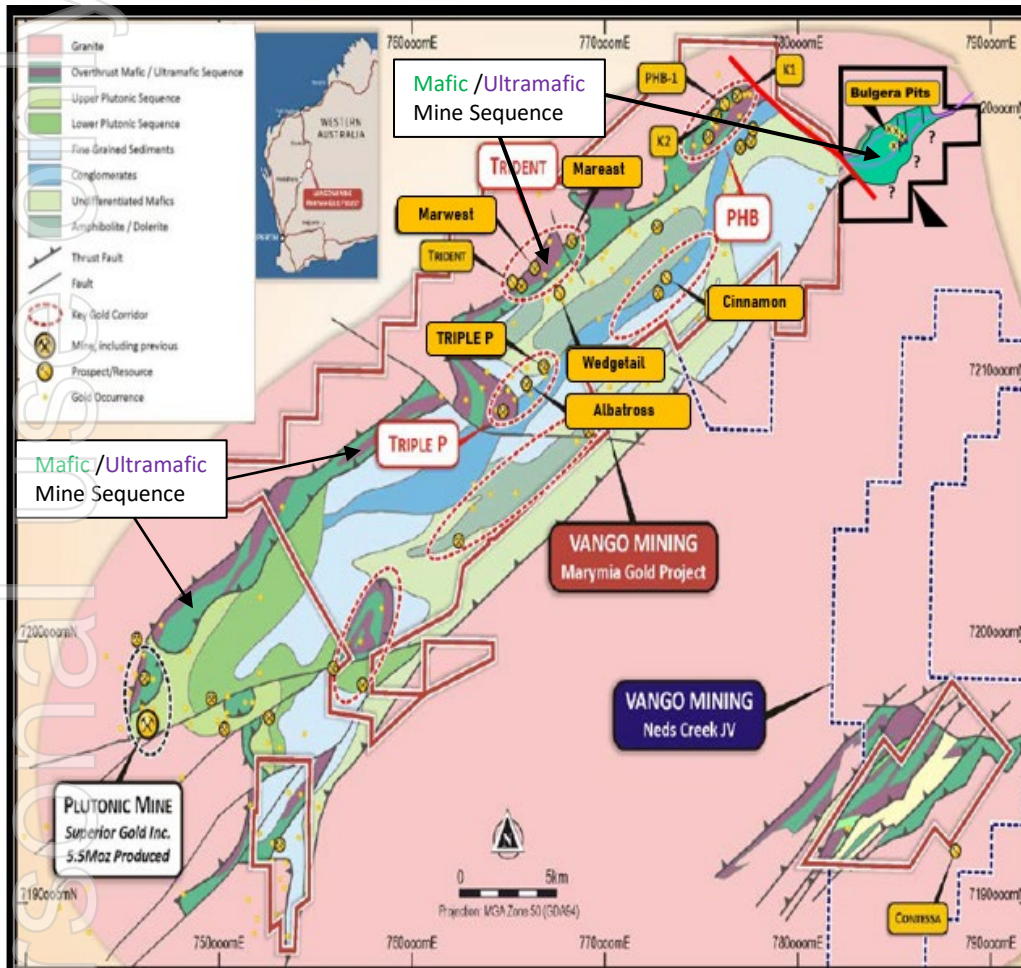 760000mE
770000mE
780000mE
790000mE
Granite
Overthrust Mafic / Ultramafic Sequence
Upper Plutonic Sequence
Lower Plutonic Sequence
Fine Grained Sediments
Conglomerates
Undifferentiated Mafics
Amphibolite / Dolerite
Thrust Fault
Fault
Key Gold Corridor
Mine, including previous
Prospect/Resource
Gold Occurrence
WESTERN
AUSTRALIA
PERTH
Mafic /Ultramafic
Mine Sequence
PHB-1
K1
K2
Bulgera Pits
20000mN
?
?
?
?
TRIDENT
Mareast
Marwest
TRIDENT
PHB
Cinnamon
TRIPLE P
Wedgetail
Albatross
7210000mN
TRIPLE P
Mafic /Ultramafic
Mine Sequence
VANGO MINING
Marymia Gold Project
7200000mN
7200000mN
VANGO MINING
Neds Creek JV
PLUTONIC MINE
Superior Gold Inc.
5.5Moz Produced
N
0
5km
Projection: MGA Zone 50 (GDA94)
CONTESSA
7190000mN
7190000mN
750000mE
760000mE
770000mE
780000mE
790000mE
sonal use only